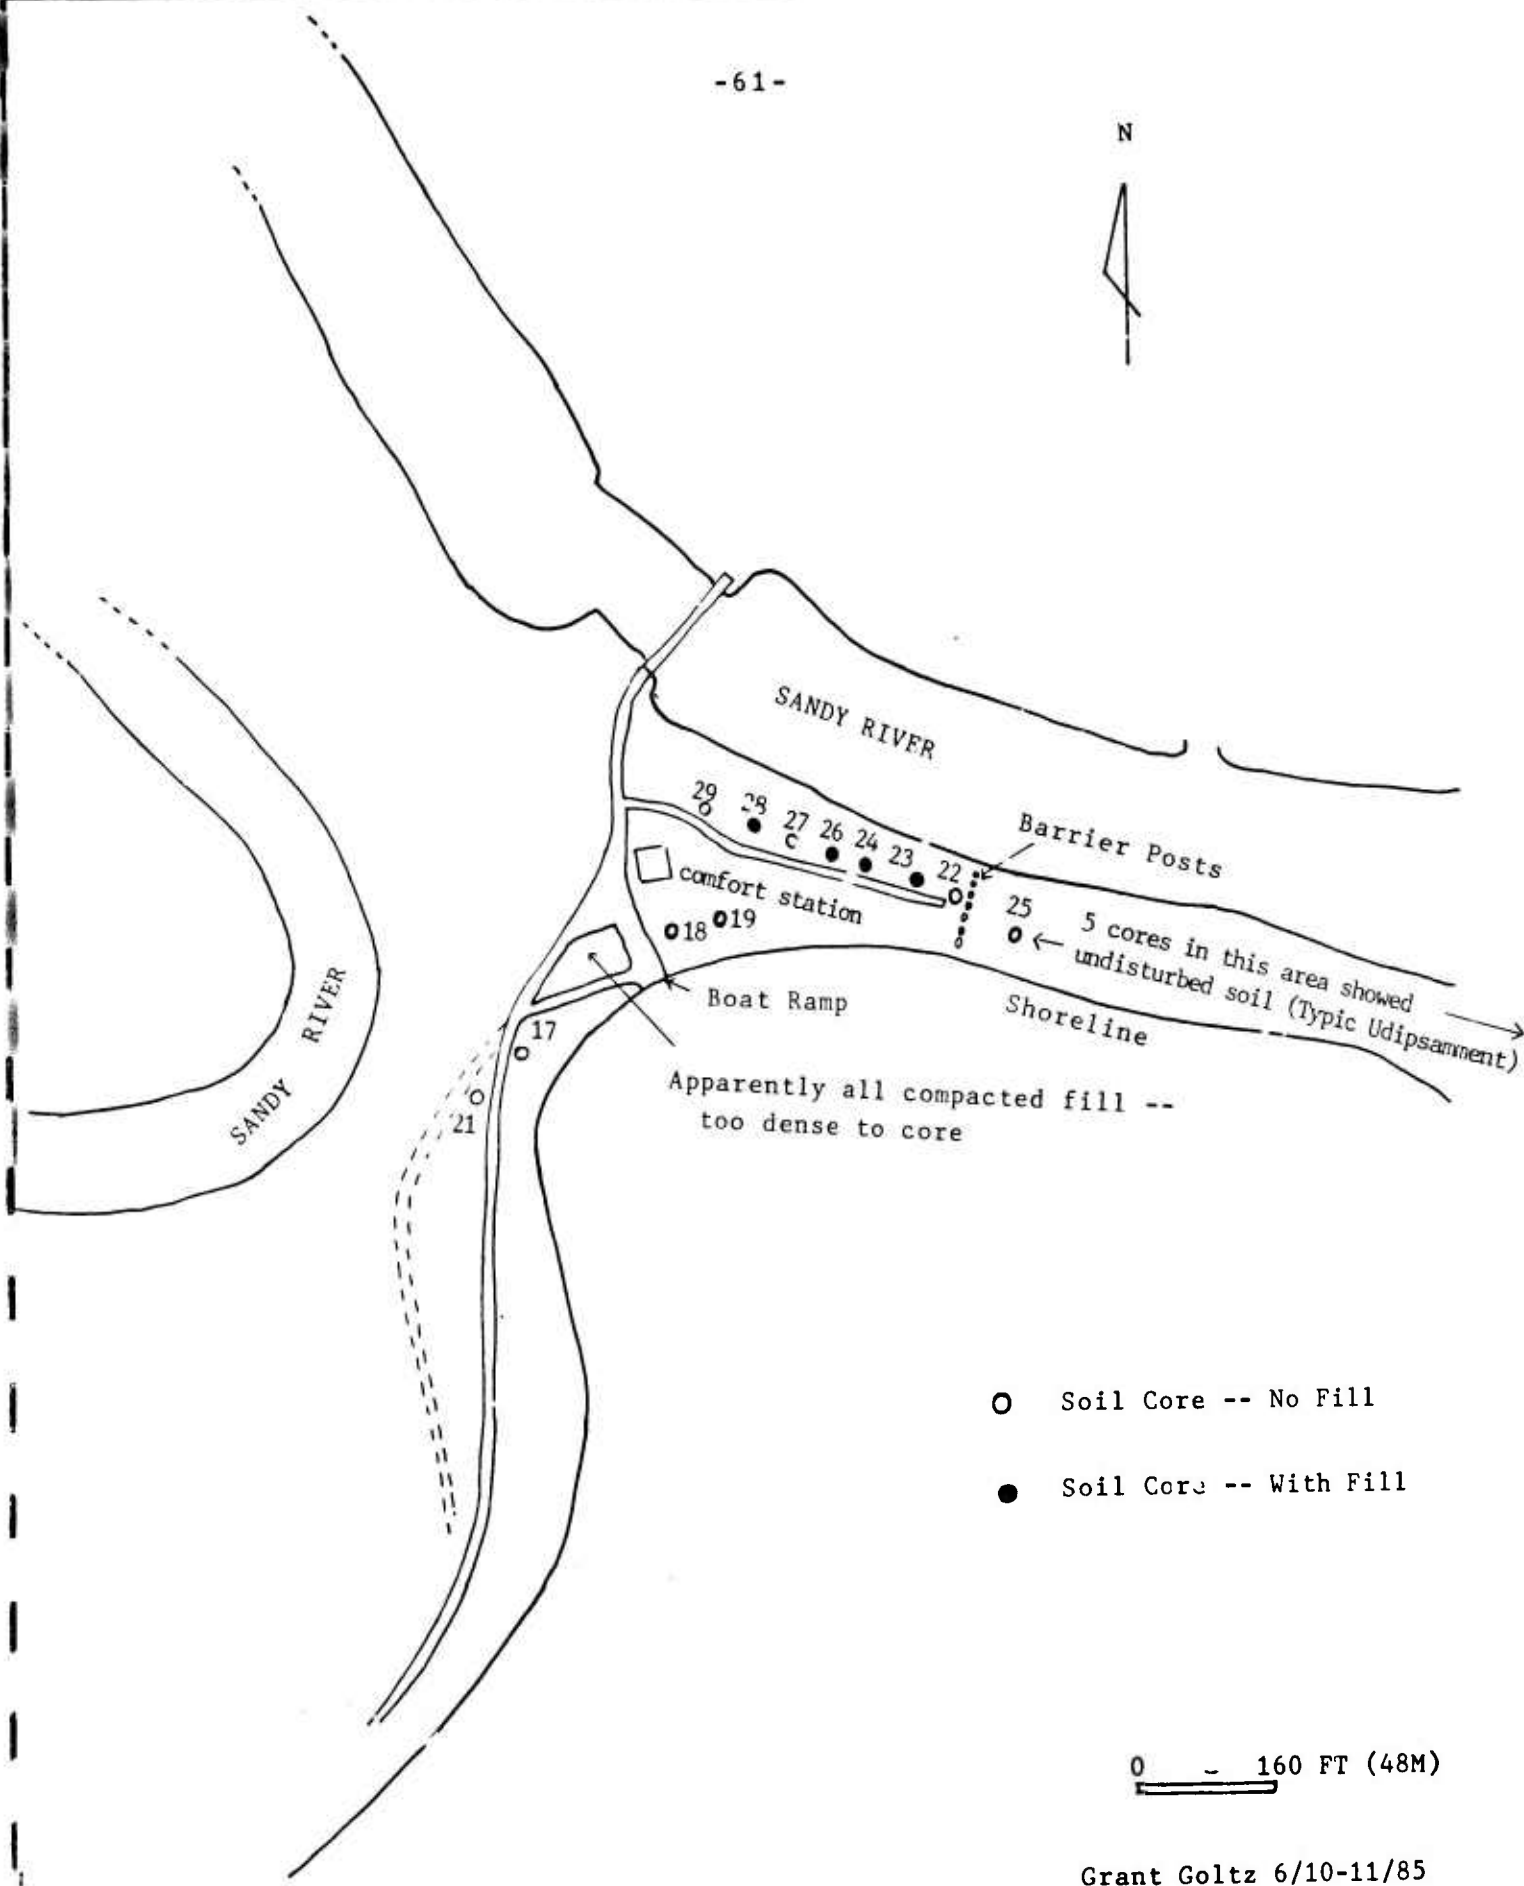 -61-
N
SANDY RIVER
Barrier Posts
29
28
27
26
24
23
22
25
5 cores in this area showed
undisturbed soil (Typic Udipsamment)
comfort station
18
19
Boat Ramp
Shoreline
SANDY RIVER
17
21
Apparently all compacted fill --
too dense to core
Soil Core -- No Fill
Soil Core -- With Fill
0 160 FT (48M)
Grant Goltz 6/10-11/85